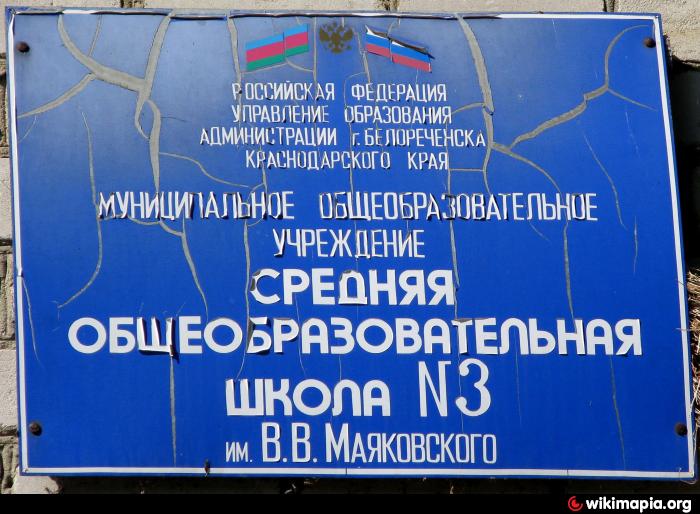 РОССИЙСКАЯ ФЕДЕРАЦИЯ
УПРАВЛЕНИЕ ОБРАЗОВАНИЯ
АДМИНИСТРАЦИИ г. БЕЛОРЕЧЕНСКА
КРАСНОДАРСКОГО КРАЯ
МУНИЦИПАЛЬНОЕ ОБЩЕОБРАЗОВАТЕЛЬНОЕ
УЧРЕЖДЕНИЕ
СРЕДНЯЯ
ОБЩЕОБРАЗОВАТЕЛЬНАЯ
ШКОЛА N3
им. В.В. Маяковского
wikimapia.org